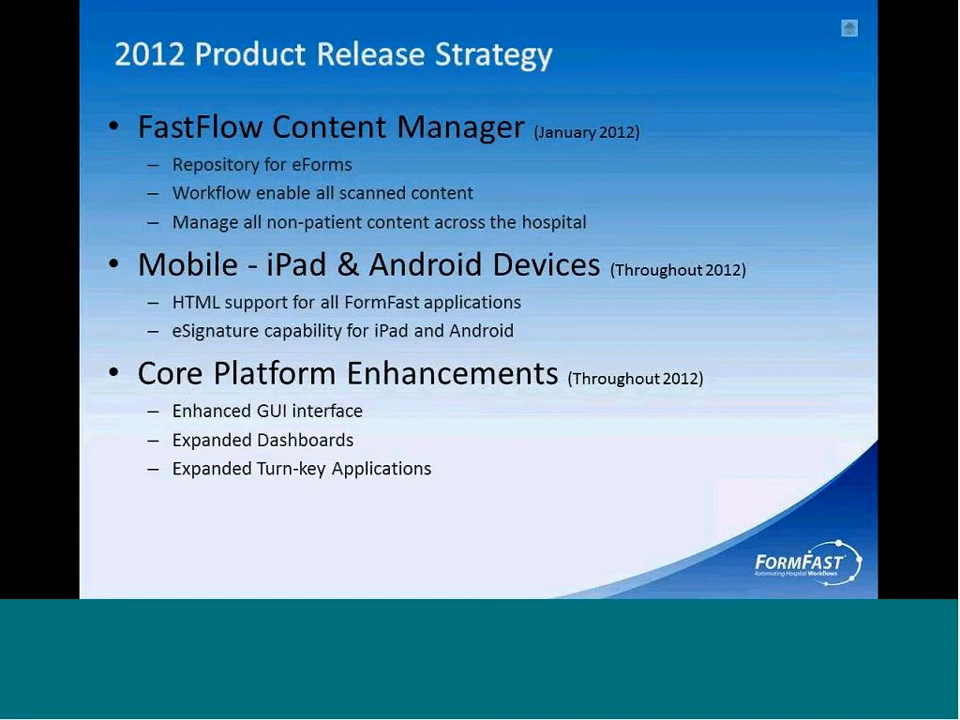 2012 Product Release Strategy
• FastFlow Content Manager (January 2012)
– Repository for eForms
– Workflow enable all scanned content
– Manage all non-patient content across the hospital
• Mobile - iPad & Android Devices (Throughout 2012)
– HTML support for all FormFast applications
– eSignature capability for iPad and Android
• Core Platform Enhancements (Throughout 2012)
– Enhanced GUI interface
– Expanded Dashboards
– Expanded Turn-key Applications
FORMFAST
Automating Hospital Workflows